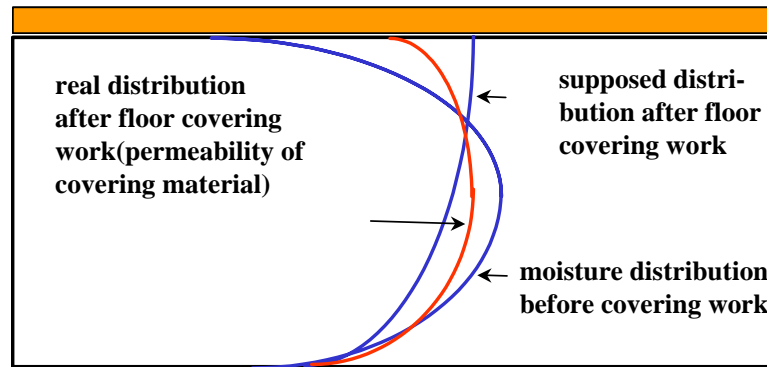 real distribution
after floor covering
work(permeability of
covering material)
supposed distri-
bution after floor
covering work
moisture distribution
before covering work